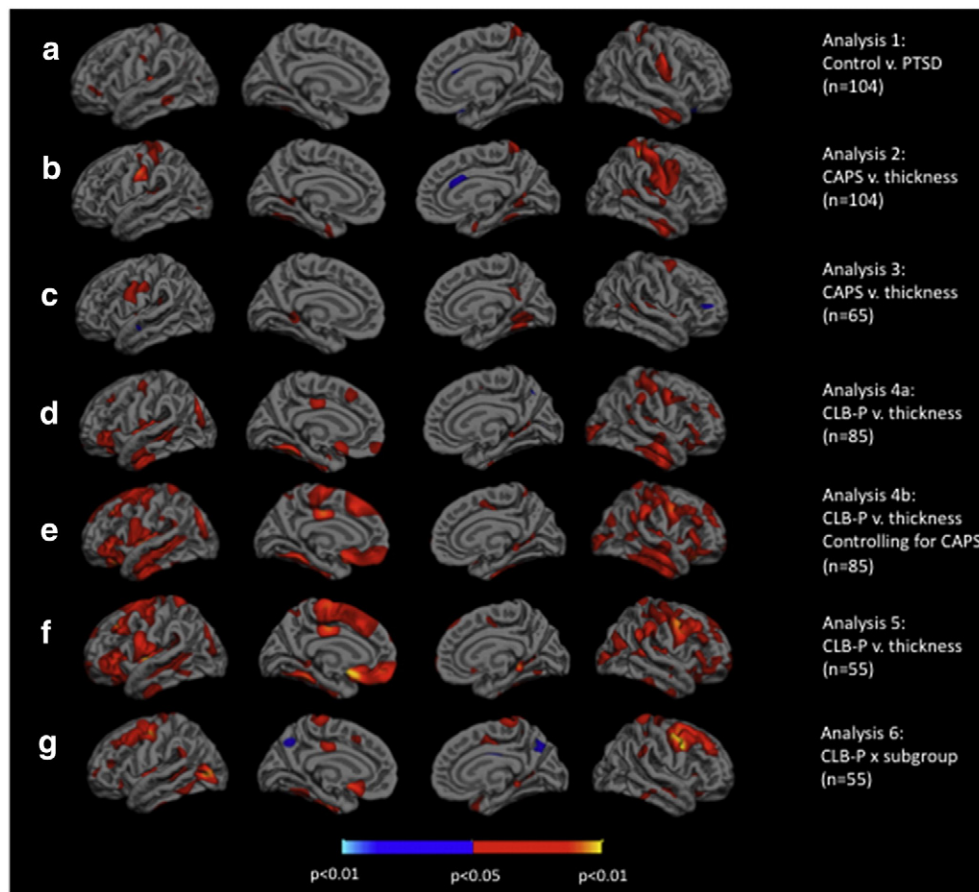 a
Analysis 1:
Control v. PTSD
(n=104)
b
Analysis 2:
CAPS v. thickness
(n=104)
c
Analysis 3:
CAPS v. thickness
(n=65)
d
Analysis 4a:
CLB-P v. thickness
(n=85)
e
Analysis 4b:
CLB-P v. thickness
Controlling for CAPS
(n=85)
f
Analysis 5:
CLB-P v. thickness
(n=55)
g
Analysis 6:
CLB-P x subgroup
(n=55)
p<0.01 p<0.05 p<0.01